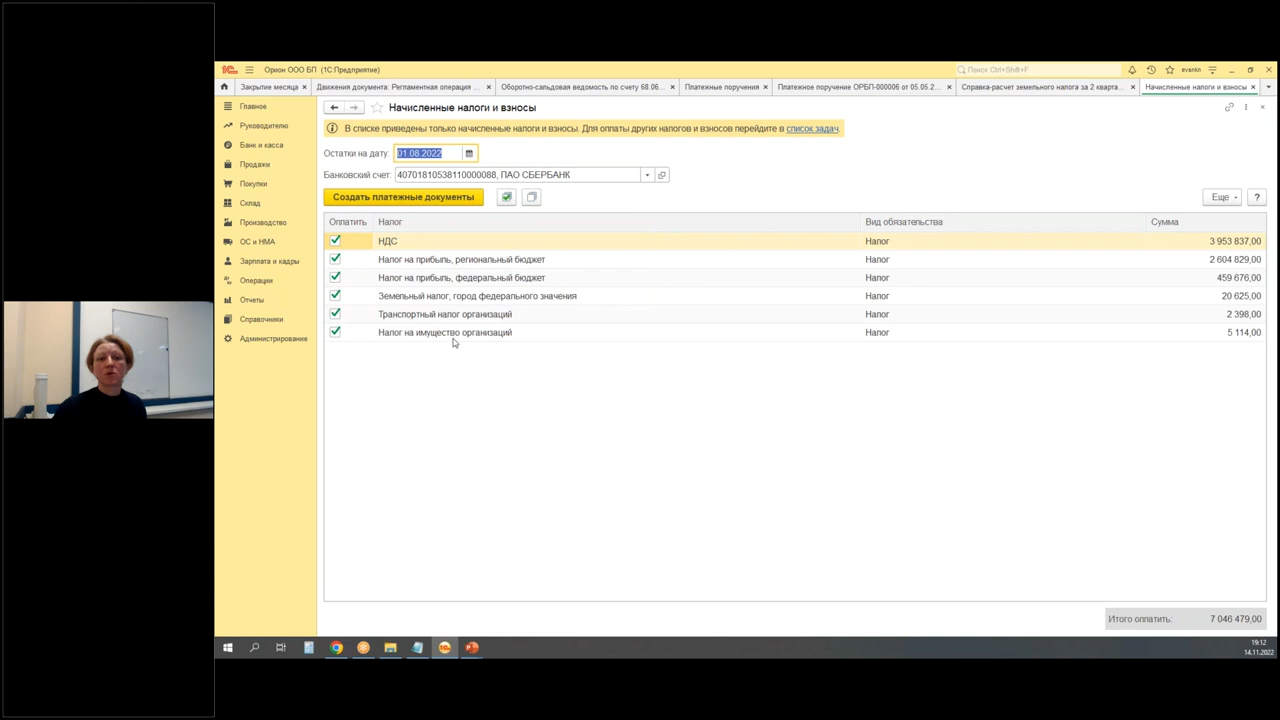 Орион ООО БП (1С:Предприятие)
Поиск Ctrl+Shift+F
evankn
Закрытие месяца
Движения документа: Регламентная операция ...
Оборотно-сальдовая ведомость по счету 68.06...
Платежные поручения
Платежное поручение ОРБП-000006 от 05.05.2...
Справка-расчет земельного налога за 2 кварта...
Начисленные налоги и взносы
Главное
Руководителю
Банк и касса
Продажи
Покупки
Склад
Производство
ОС и НМА
Зарплата и кадры
Операции
Отчеты
Справочники
Администрирование
Начисленные налоги и взносы
В списке приведены только начисленные налоги и взносы. Для оплаты других налогов и взносов перейдите в список задач.
Остатки на дату: 01.08.2022
Банковский счет: 40701810538110000088, ПАО СБЕРБАНК
Создать платежные документы
Еще
?
Оплатить Налог Вид обязательства Сумма
НДС Налог 3 953 837,00
Налог на прибыль, региональный бюджет Налог 2 604 829,00
Налог на прибыль, федеральный бюджет Налог 459 676,00
Земельный налог, город федерального значения Налог 20 625,00
Транспортный налог организаций Налог 2 398,00
Налог на имущество организаций Налог 5 114,00
Итого оплатить: 7 046 479,00
19:12
14.11.2022